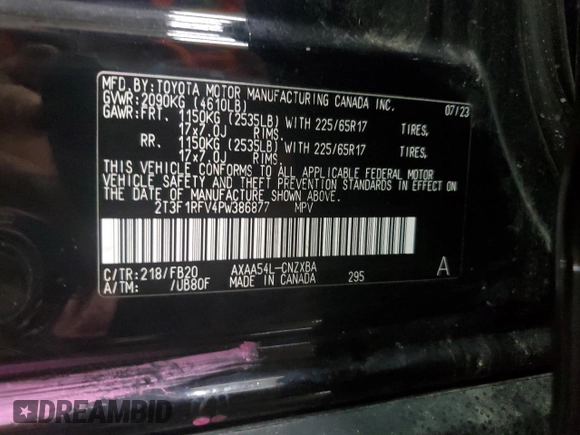 MFD.BY:TOYOTA MOTOR MANUFACTURING CANADA INC.
GVWR:2090KG (4610LB) 07/23
GAWR:FRT. 1150KG (2535LB) WITH 225/65R17 TIRES,
17x7.0J RIMS.
RR. 1150KG (2535LB) WITH 225/65R17 TIRES,
17x7.0J RIMS.
THIS VEHICLE CONFORMS TO ALL APPLICABLE FEDERAL MOTOR
VEHICLE SAFETY AND THEFT PREVENTION STANDARDS IN EFFECT ON
THE DATE OF MANUFACTURE SHOWN ABOVE.
2T3F1RFV4PW386877 MPV
C/TR:218/FB20 AXAA54L-CNZXBA 295 A
A/TM: /UB80F MADE IN CANADA
DREAMBID